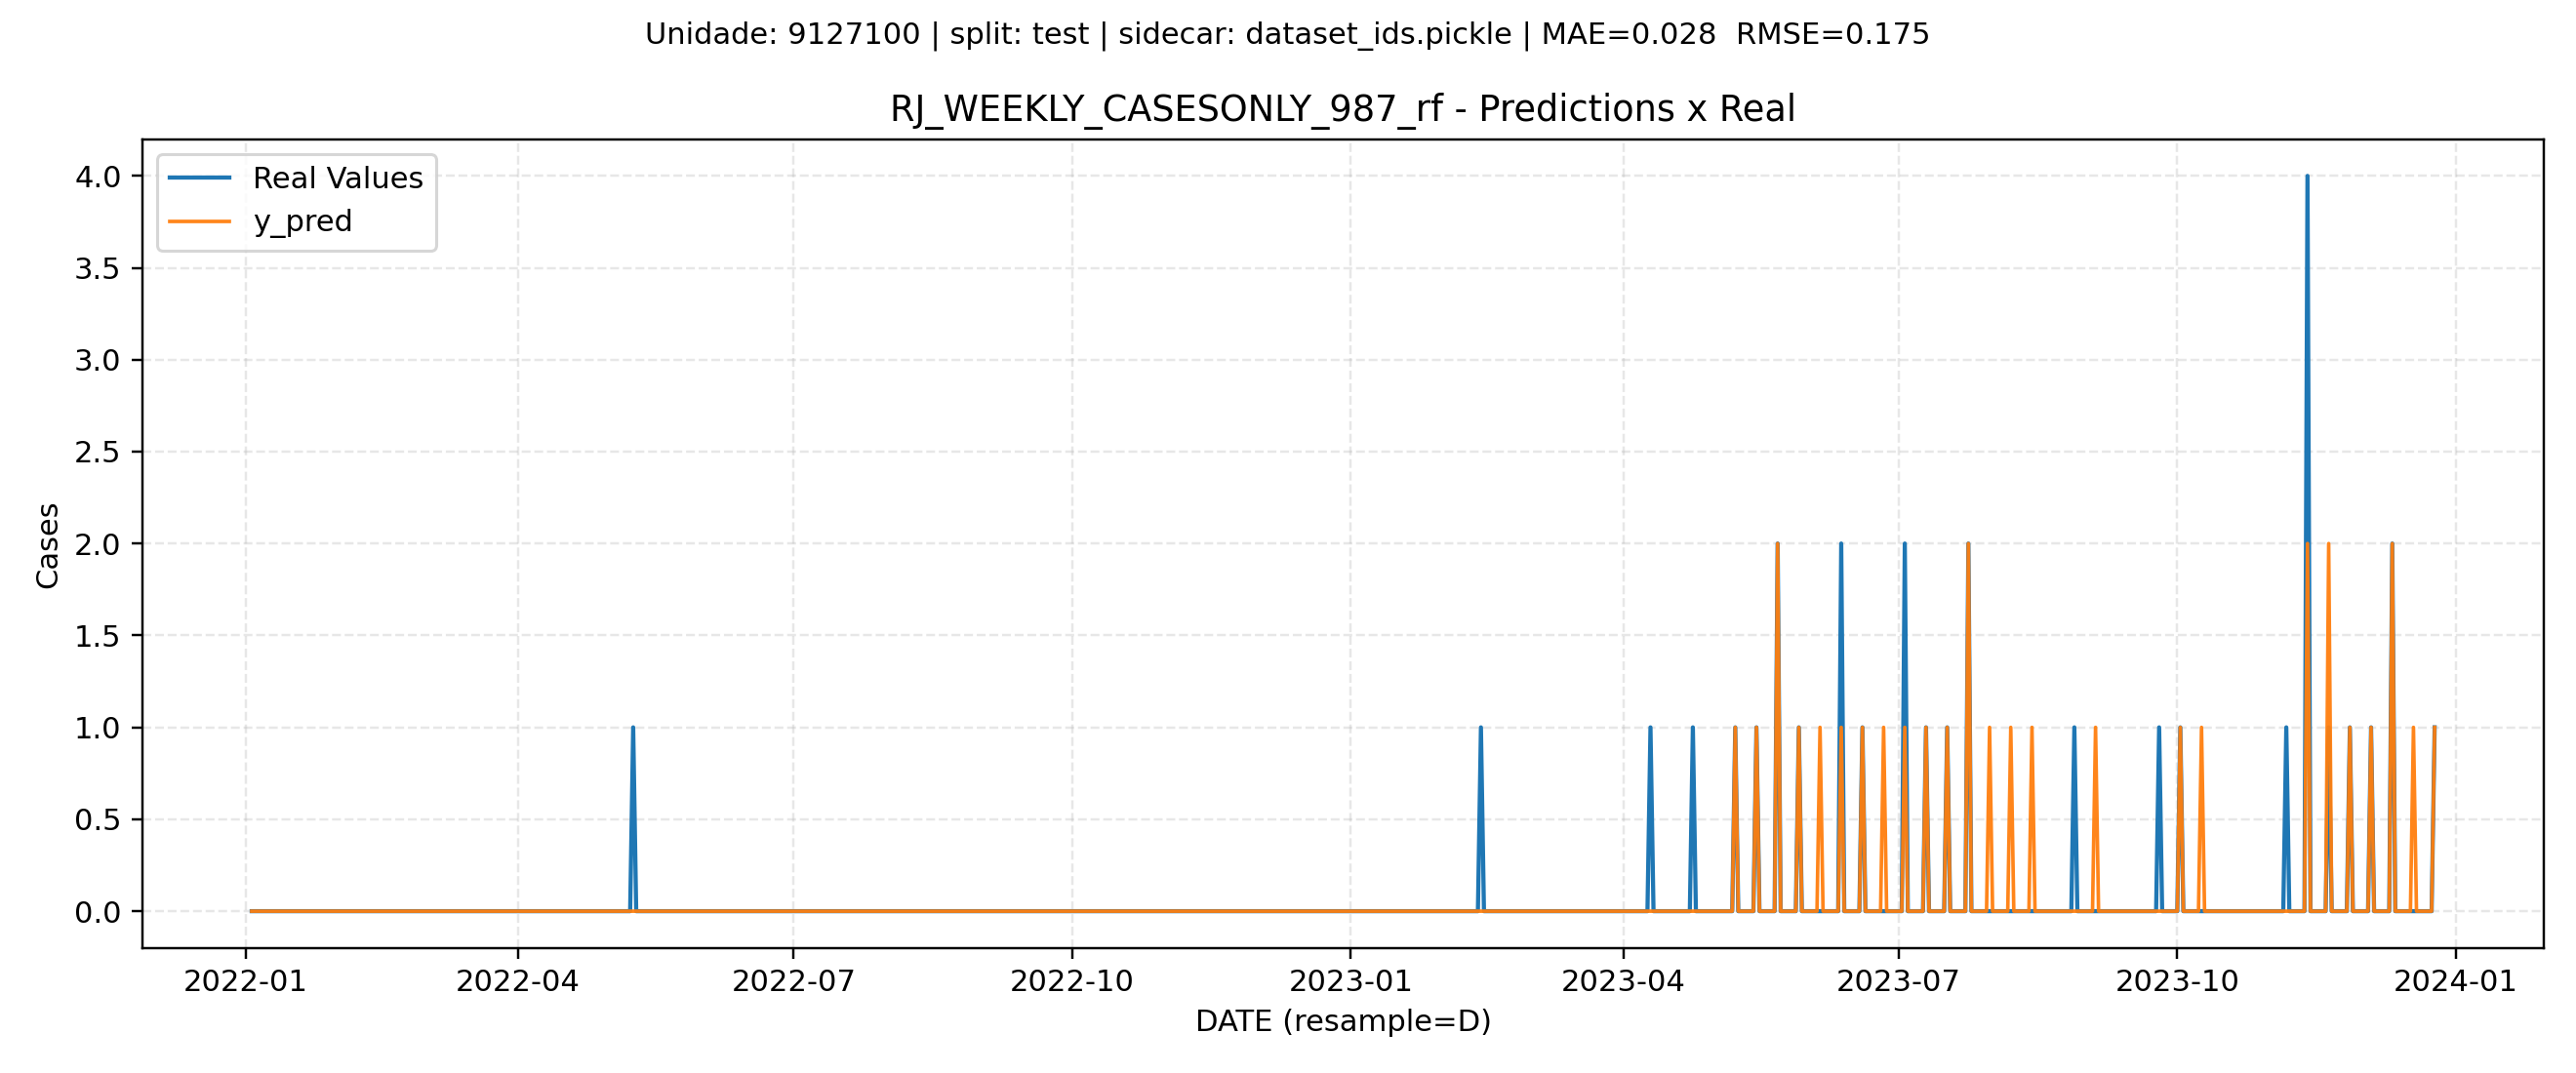 Unidade: 9127100 | split: test | sidecar: dataset_ids.pickle | MAE=0.028  RMSE=0.175
RJ_WEEKLY_CASESONLY_987_rf - Predictions x Real
Real Values
y_pred
4.0
3.5
3.0
2.5
2.0
1.5
1.0
0.5
0.0
Cases
2022-01 2022-04 2022-07 2022-10 2023-01 2023-04 2023-07 2023-10 2024-01
DATE (resample=D)